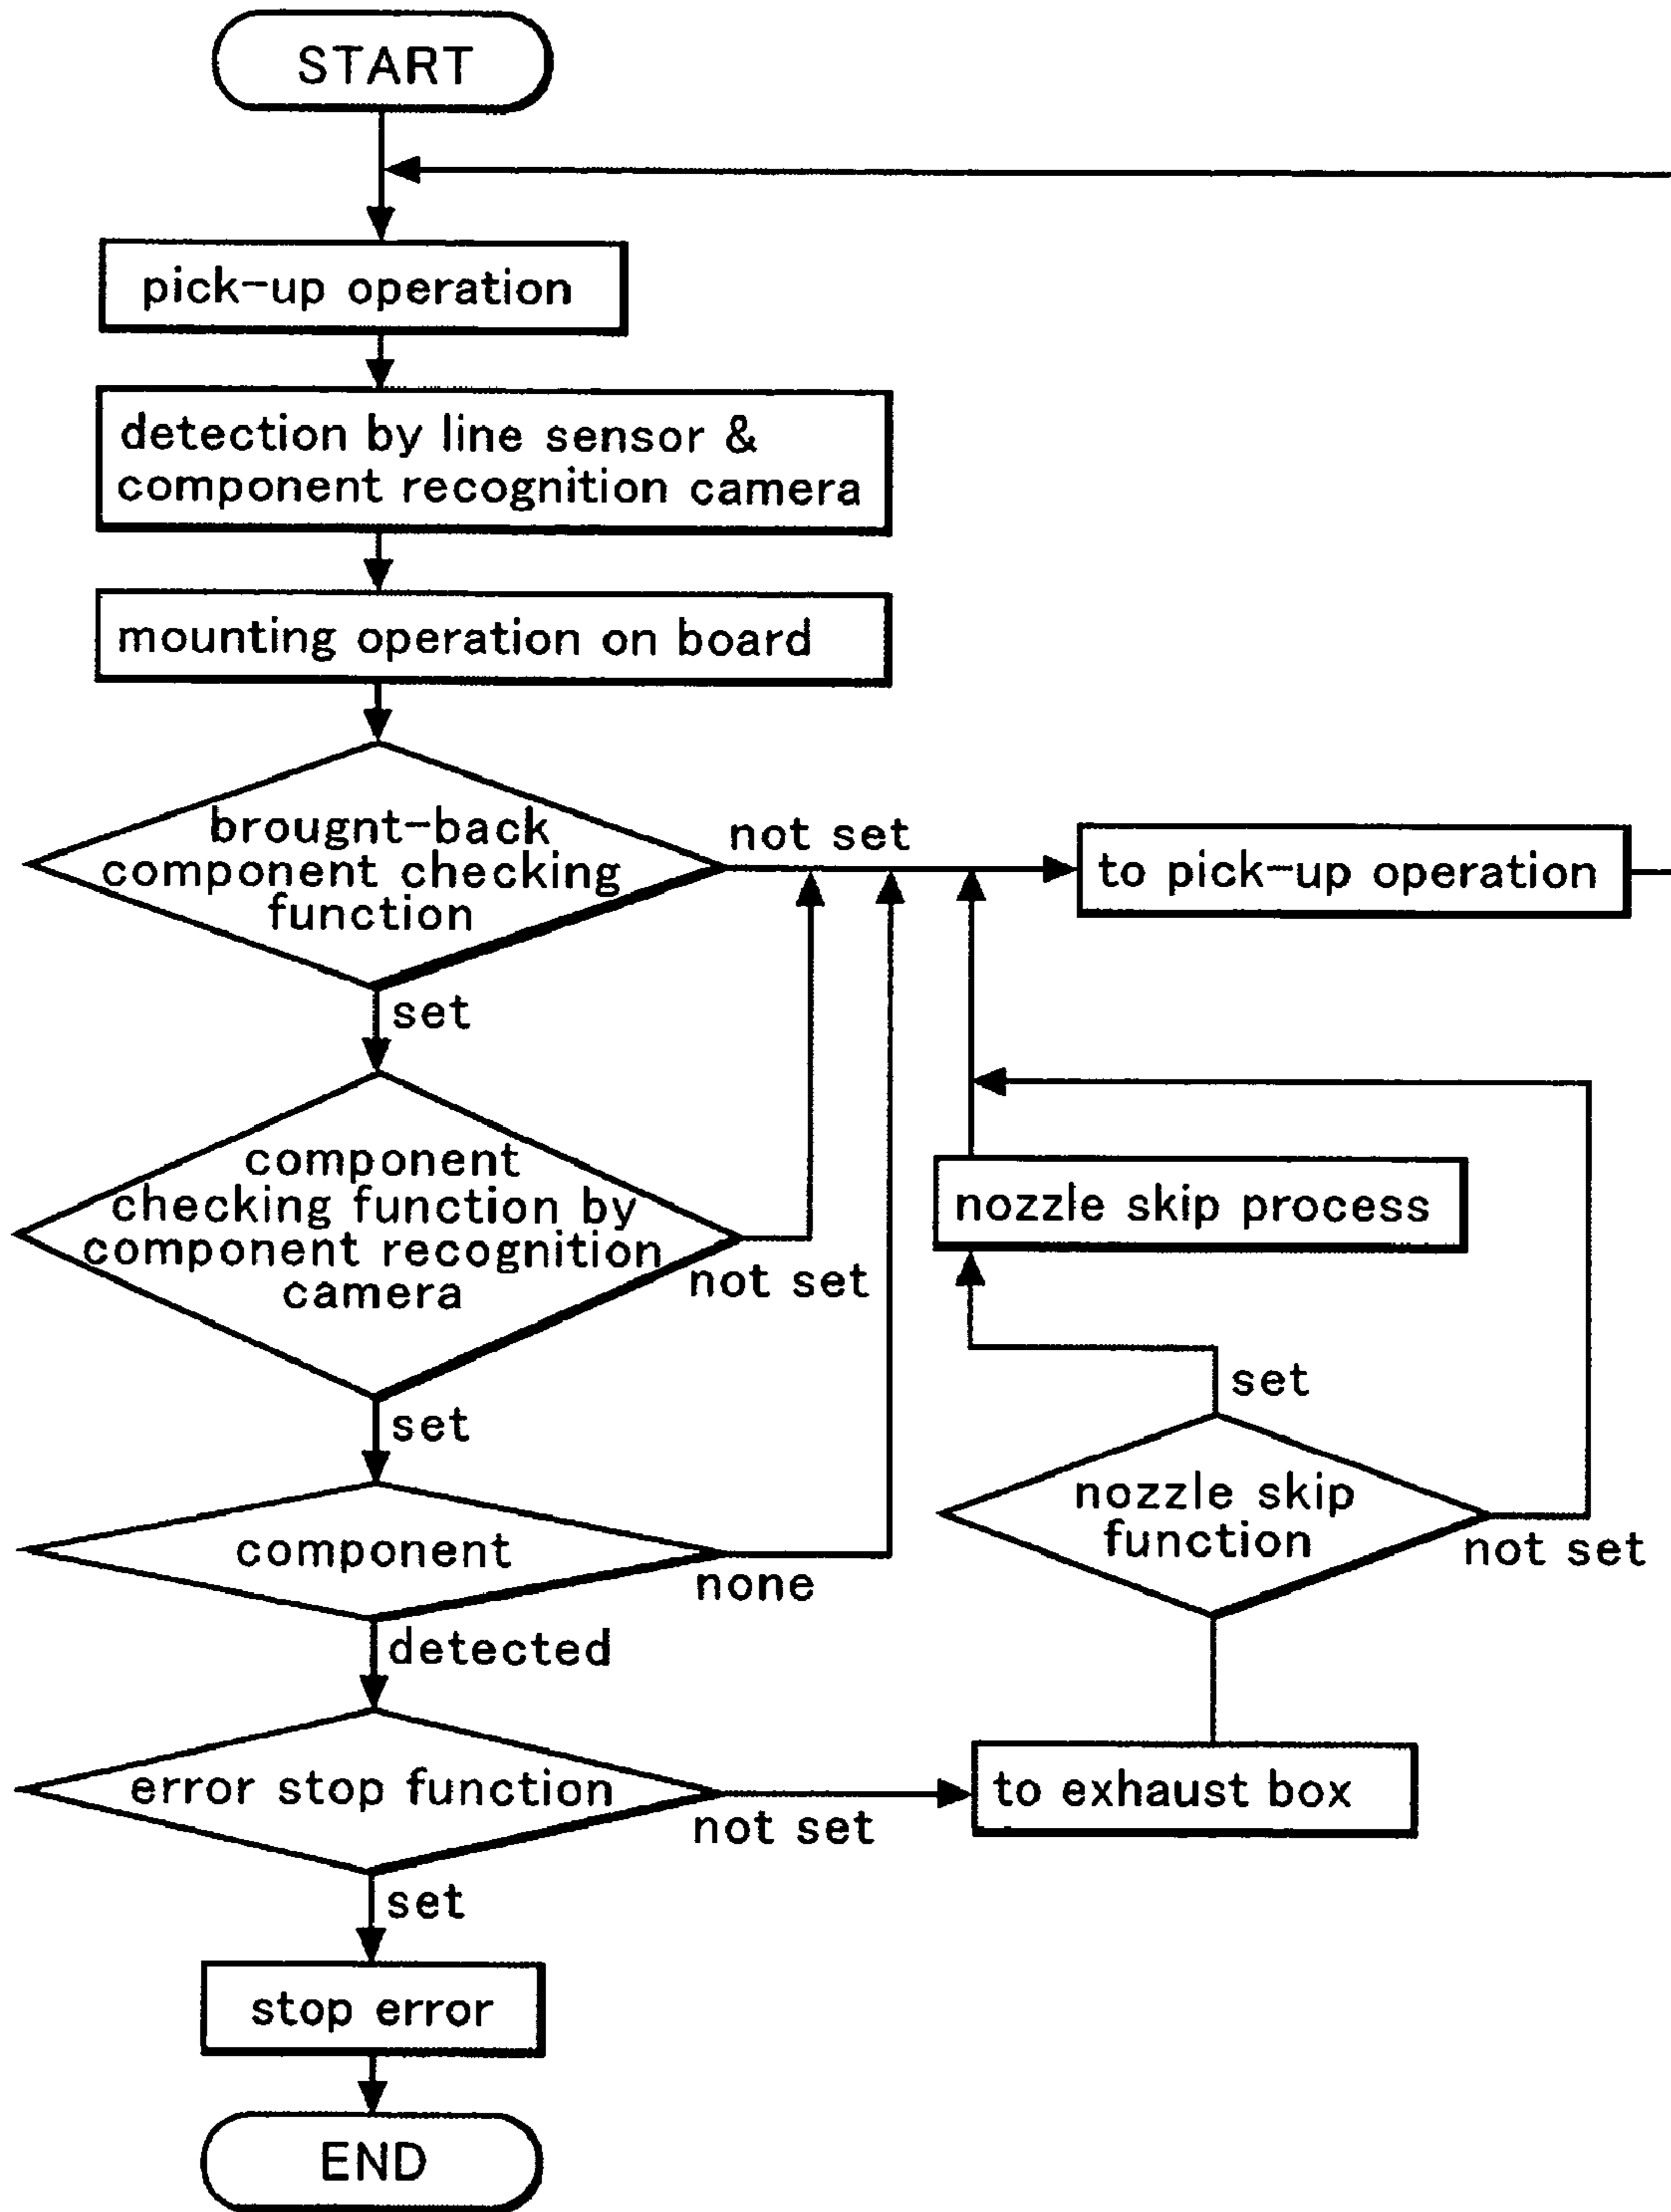 START
pick-up operation
detection by line sensor &
component recognition camera
mounting operation on board
brougnt-back
component checking
function
not set
to pick-up operation
set
component
checking function by
component recognition
camera
not set
nozzle skip process
set
set
nozzle skip
function
not set
component
none
detected
error stop function
not set
to exhaust box
set
stop error
END